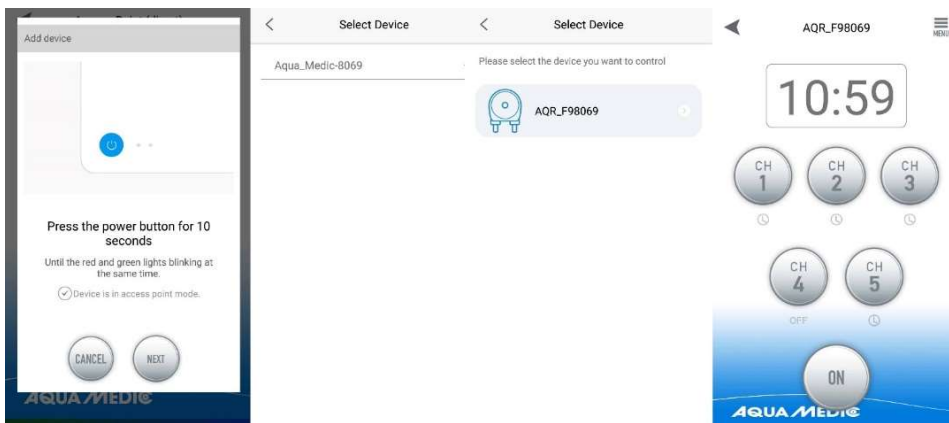 Add device
Press the power button for 10
seconds
Until the red and green lights blinking at
the same time.
Device is in access point mode.
CANCEL
NEXT
AQUA MEDIC
Select Device
Aqua_Medic-8069
Select Device
Please select the device you want to control
AQR_F98069
AQR_F98069
MENU
10:59
CH
1
CH
2
CH
3
CH
4
CH
5
OFF
ON
AQUA MEDIC